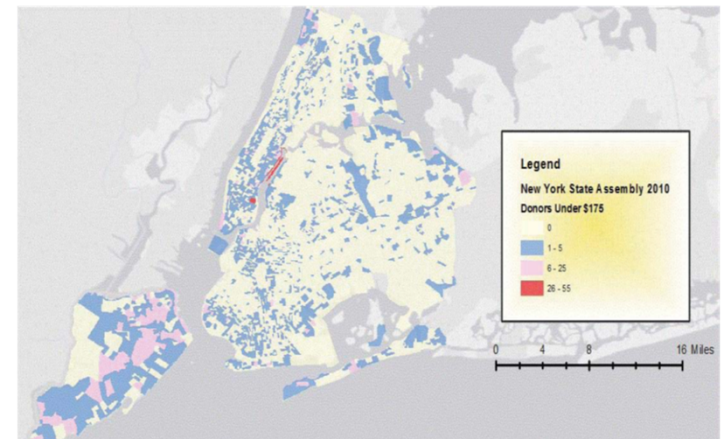 Legend
New York State Assembly 2010
Donors Under $175
0
1 - 5
6 - 25
26 - 55
0 4 8 16 Miles